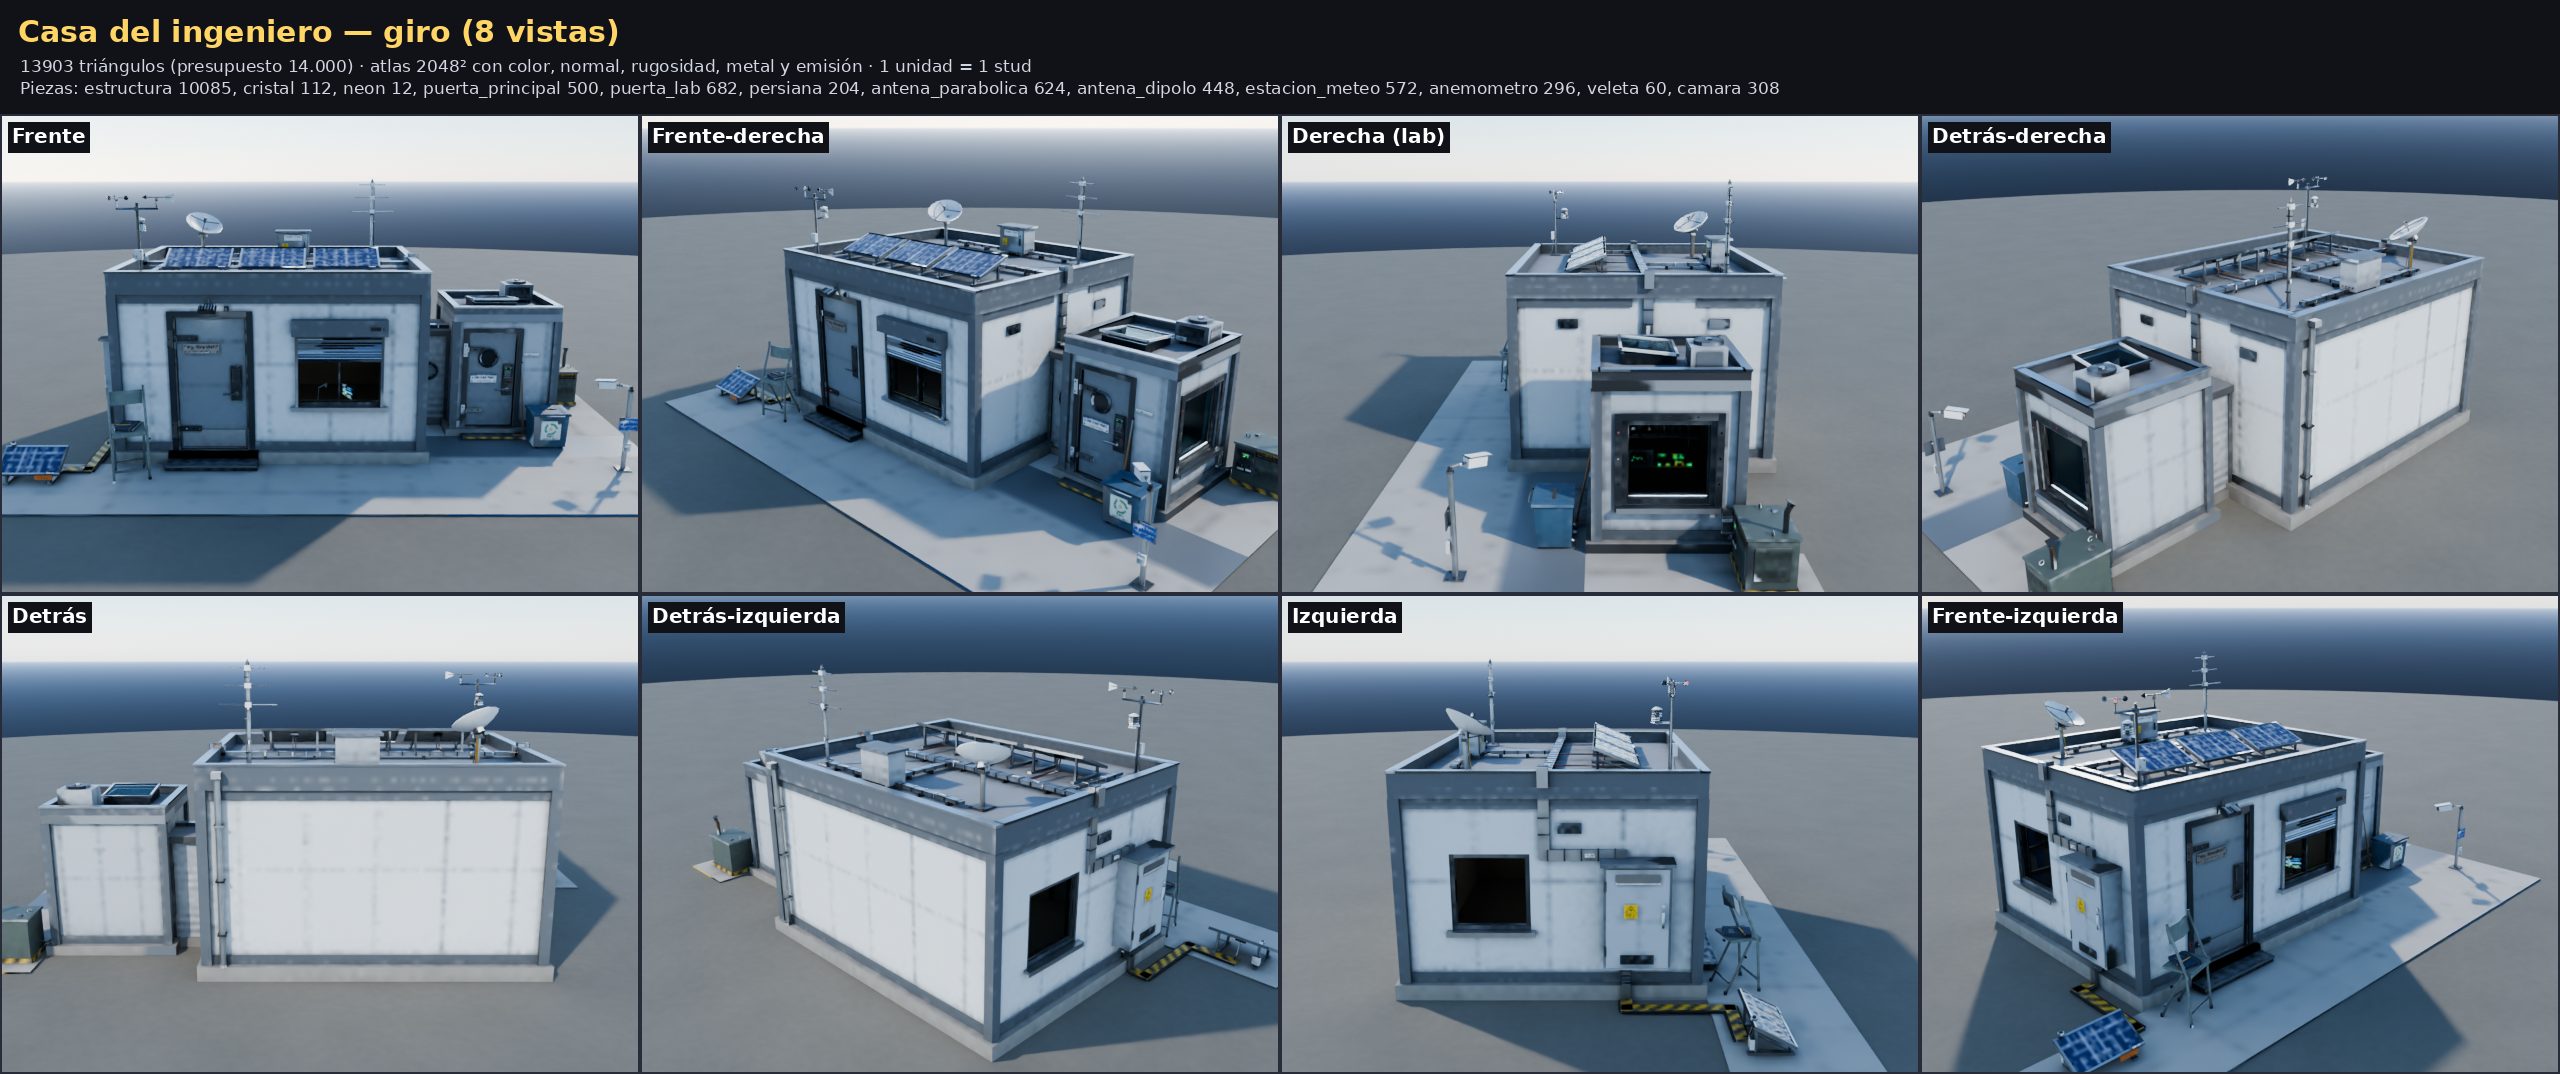 Casa del ingeniero — giro (8 vistas)
13903 triángulos (presupuesto 14.000) · atlas 2048² con color, normal, rugosidad, metal y emisión · 1 unidad = 1 stud
Piezas: estructura 10085, cristal 112, neon 12, puerta_principal 500, puerta_lab 682, persiana 204, antena_parabolica 624, antena_dipolo 448, estacion_meteo 572, anemometro 296, veleta 60, camara 308
Frente
Frente-derecha
Derecha (lab)
Detrás-derecha
Detrás
Detrás-izquierda
Izquierda
Frente-izquierda